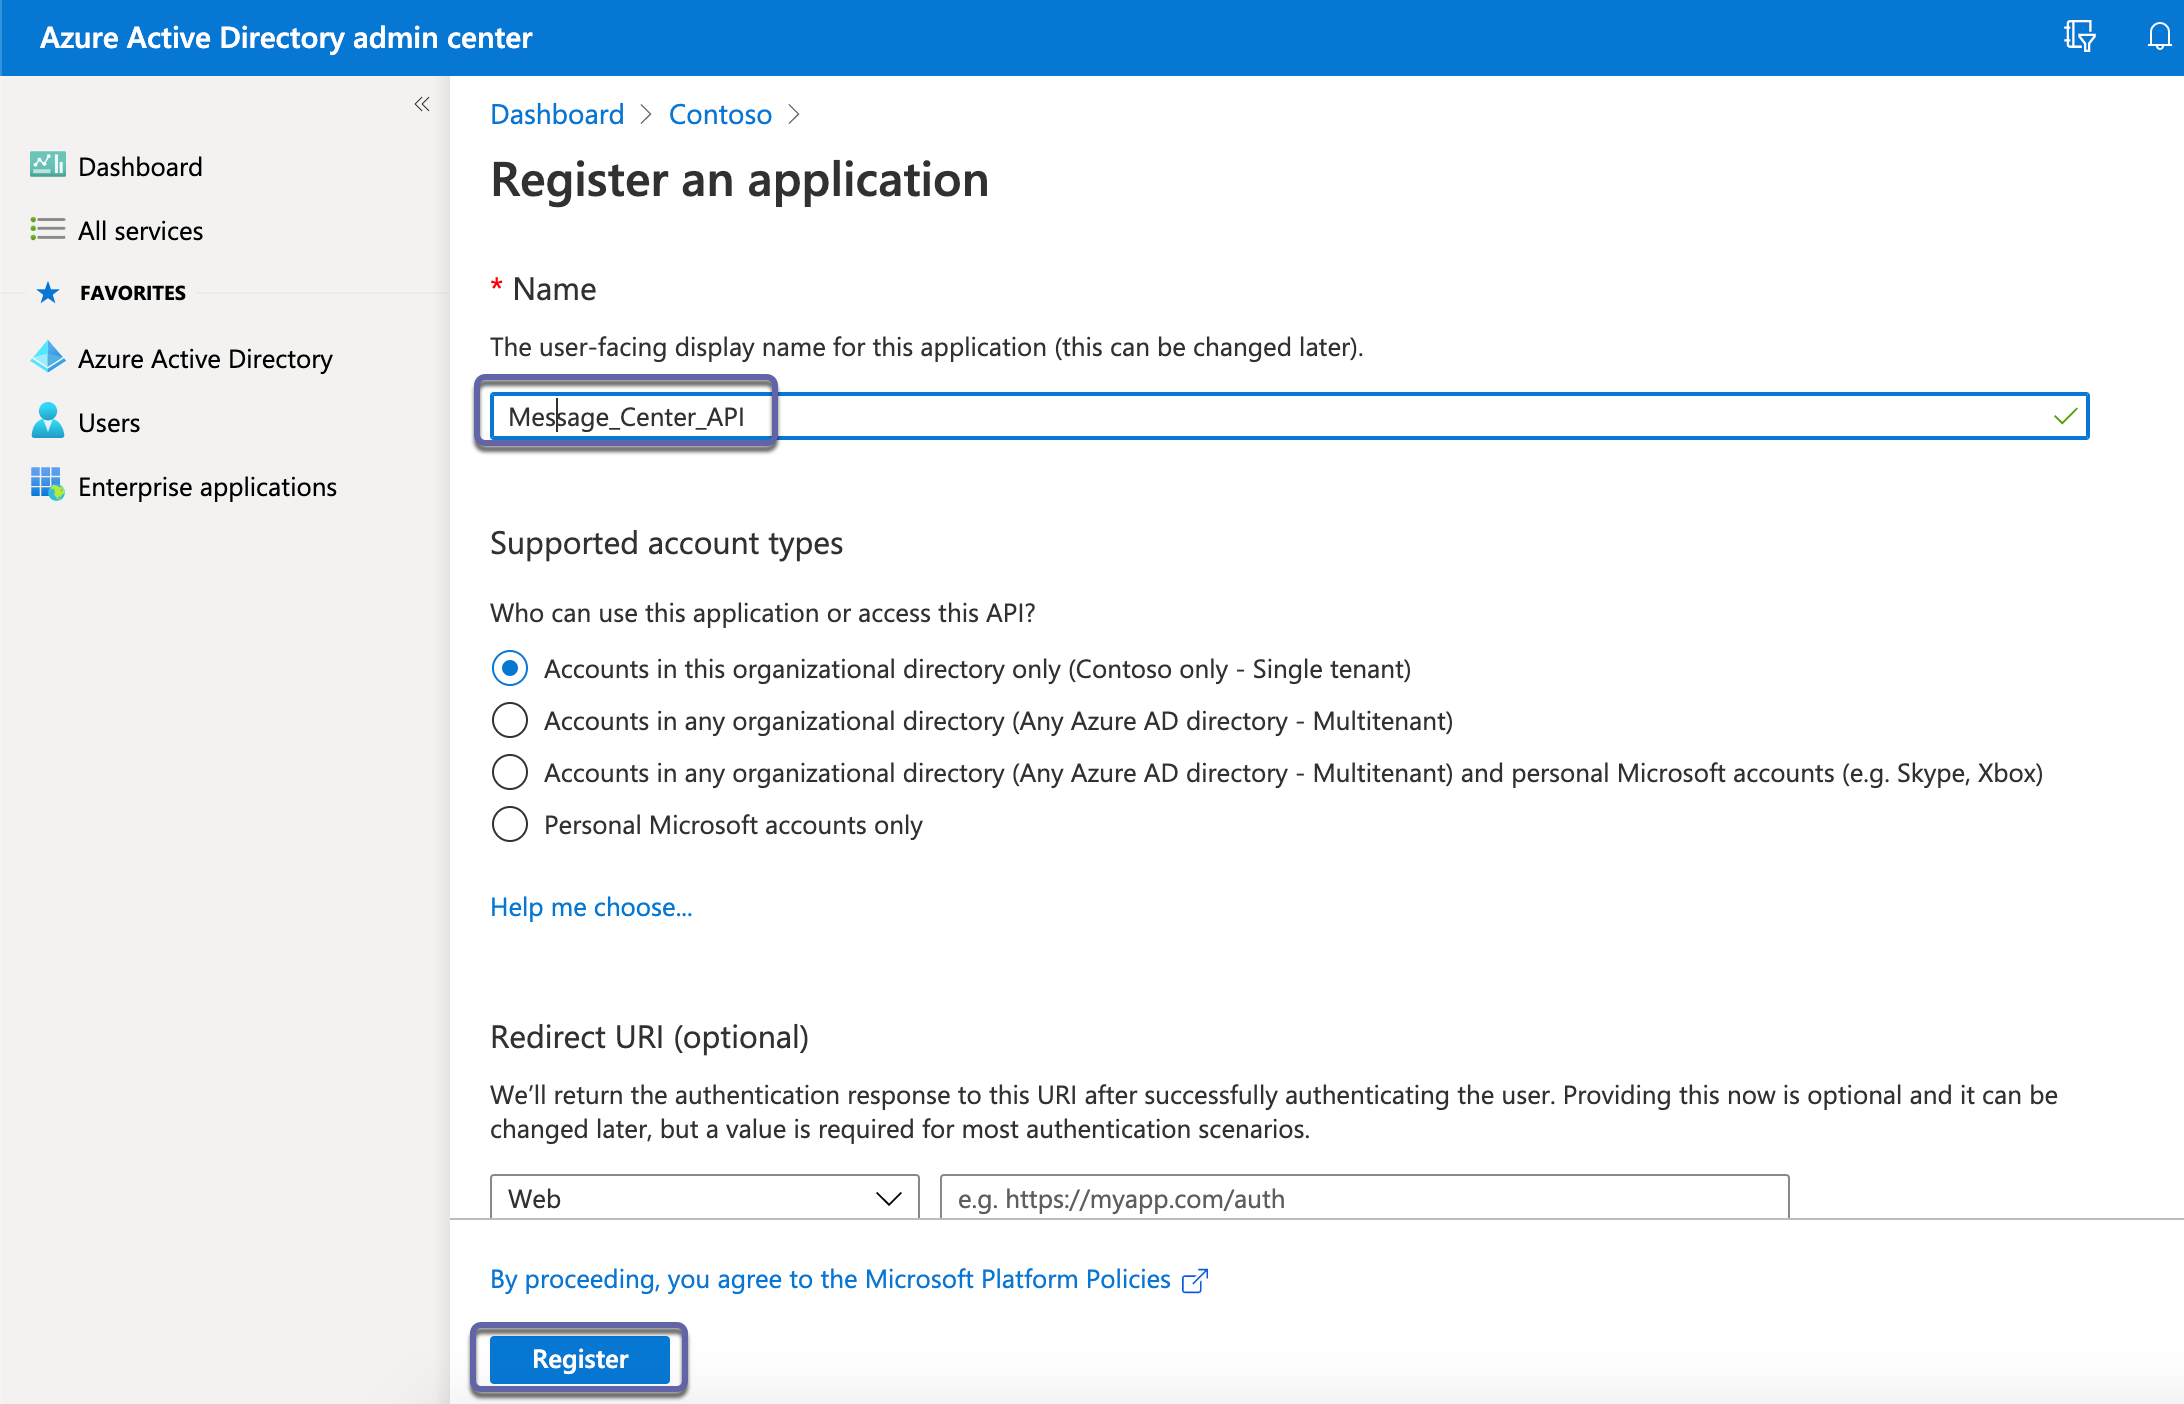 Azure Active Directory admin center
Dashboard
All services
FAVORITES
Azure Active Directory
Users
Enterprise applications
Dashboard > Contoso >
Register an application
* Name
The user-facing display name for this application (this can be changed later).
Message_Center_API
Supported account types
Who can use this application or access this API?
Accounts in this organizational directory only (Contoso only - Single tenant)
Accounts in any organizational directory (Any Azure AD directory - Multitenant)
Accounts in any organizational directory (Any Azure AD directory - Multitenant) and personal Microsoft accounts (e.g. Skype, Xbox)
Personal Microsoft accounts only
Help me choose...
Redirect URI (optional)
We’ll return the authentication response to this URI after successfully authenticating the user. Providing this now is optional and it can be
changed later, but a value is required for most authentication scenarios.
Web
e.g. https://myapp.com/auth
By proceeding, you agree to the Microsoft Platform Policies
Register